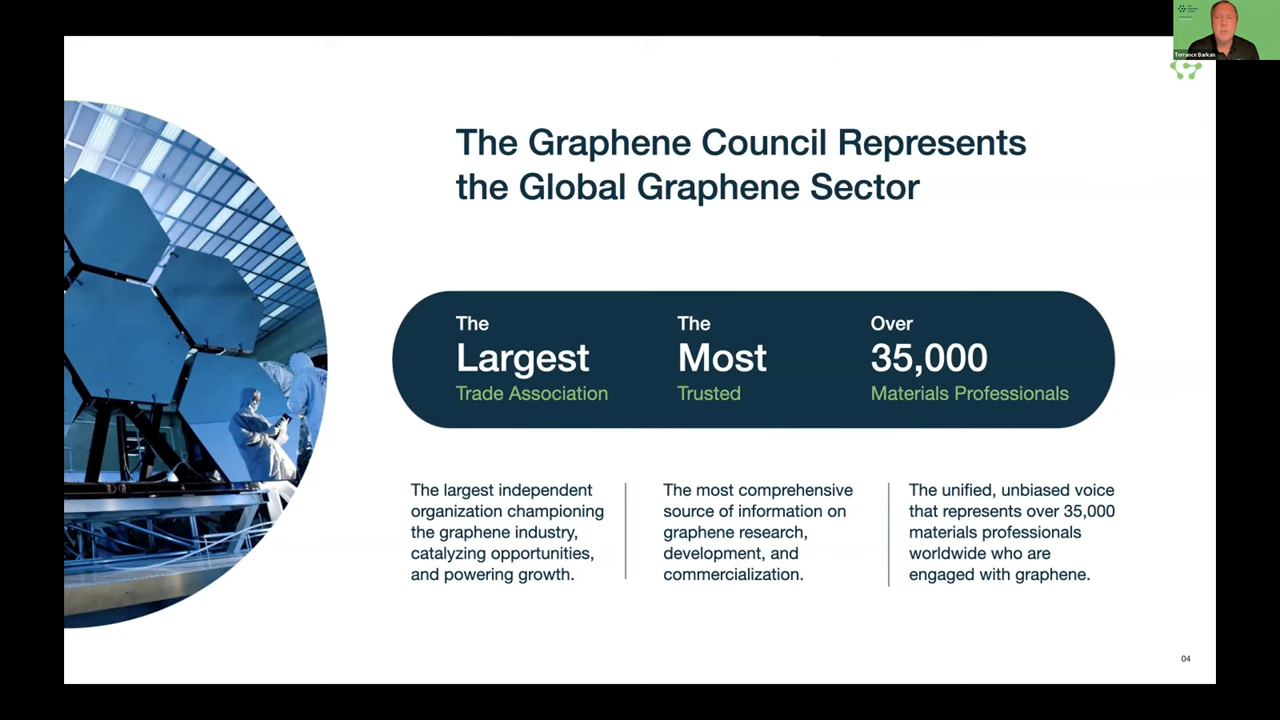 Terrance Barkan
The Graphene Council Represents
the Global Graphene Sector
The
Largest
Trade Association
The
Most
Trusted
Over
35,000
Materials Professionals
The largest independent
organization championing
the graphene industry,
catalyzing opportunities,
and powering growth.
The most comprehensive
source of information on
graphene research,
development, and
commercialization.
The unified, unbiased voice
that represents over 35,000
materials professionals
worldwide who are
engaged with graphene.
04